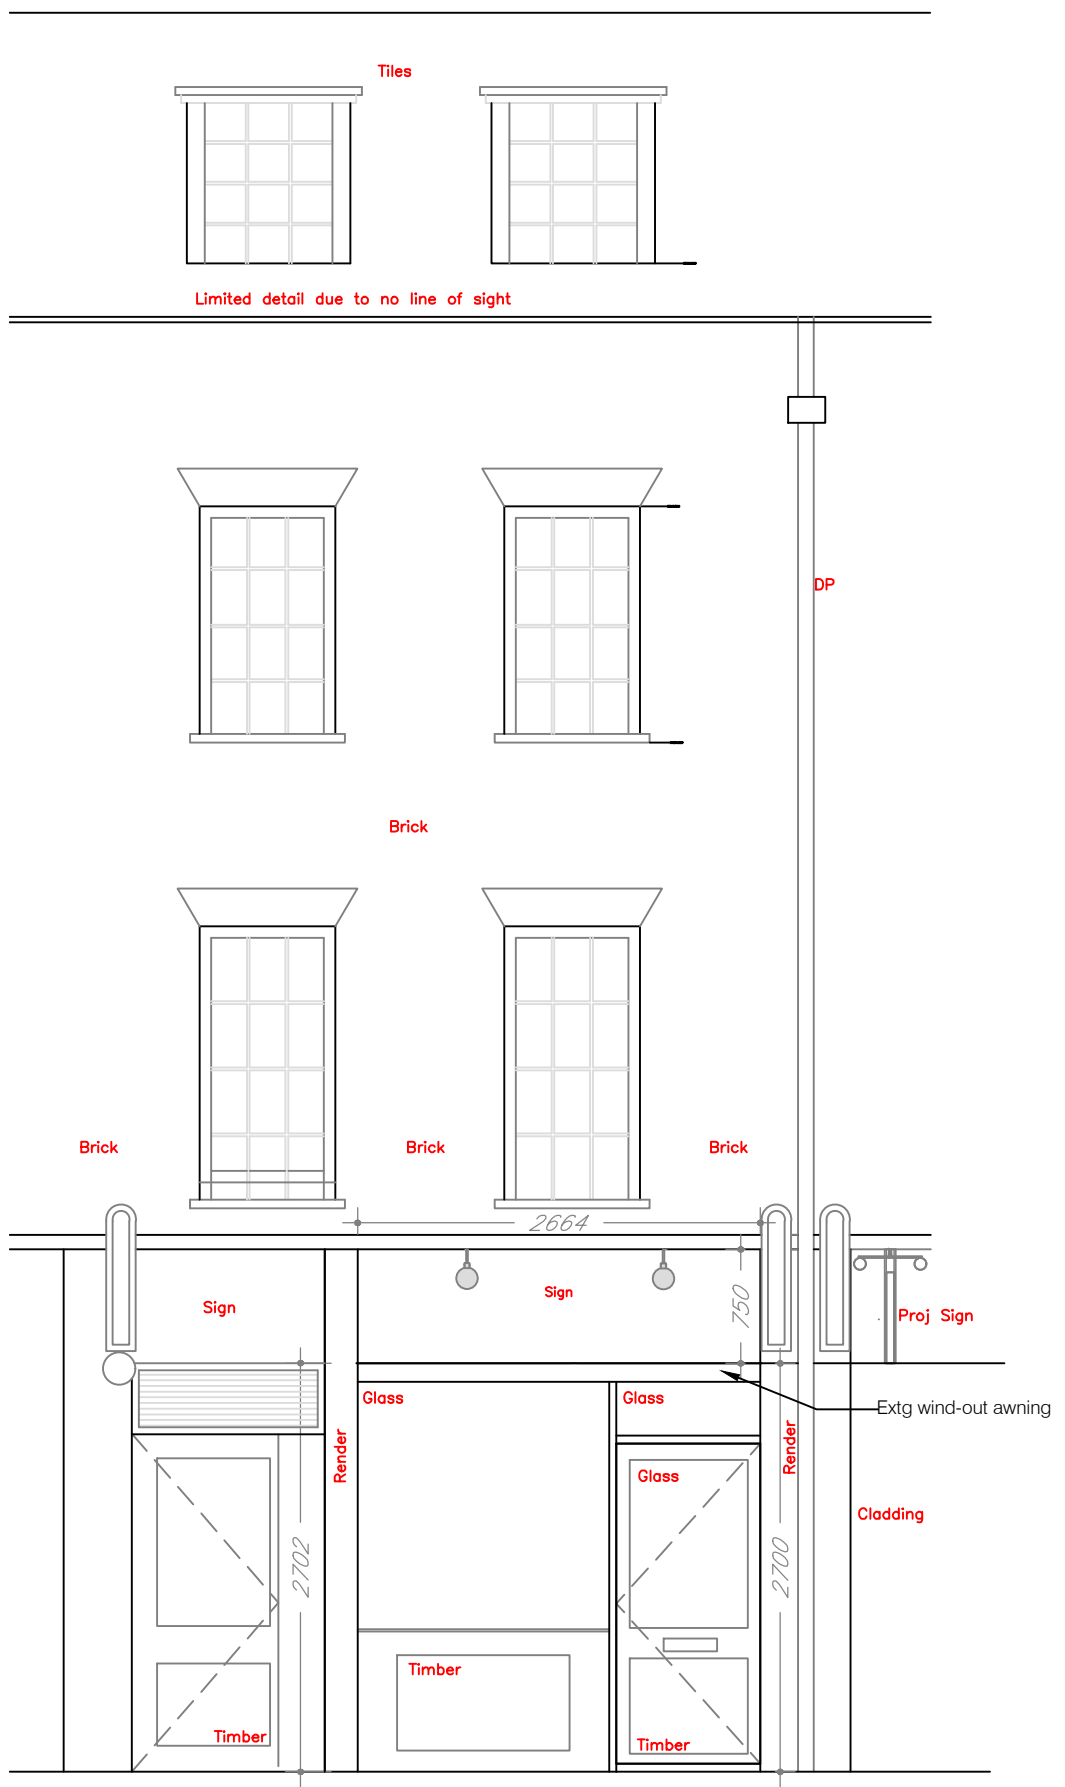 Tiles
Limited detail due to no line of sight
DP
Brick
Brick
Brick
Brick
2664
Sign
Sign
750
Proj Sign
Glass
Glass
Extg wind-out awning
Render
Render
Glass
Cladding
2702
2700
Timber
Timber
Timber